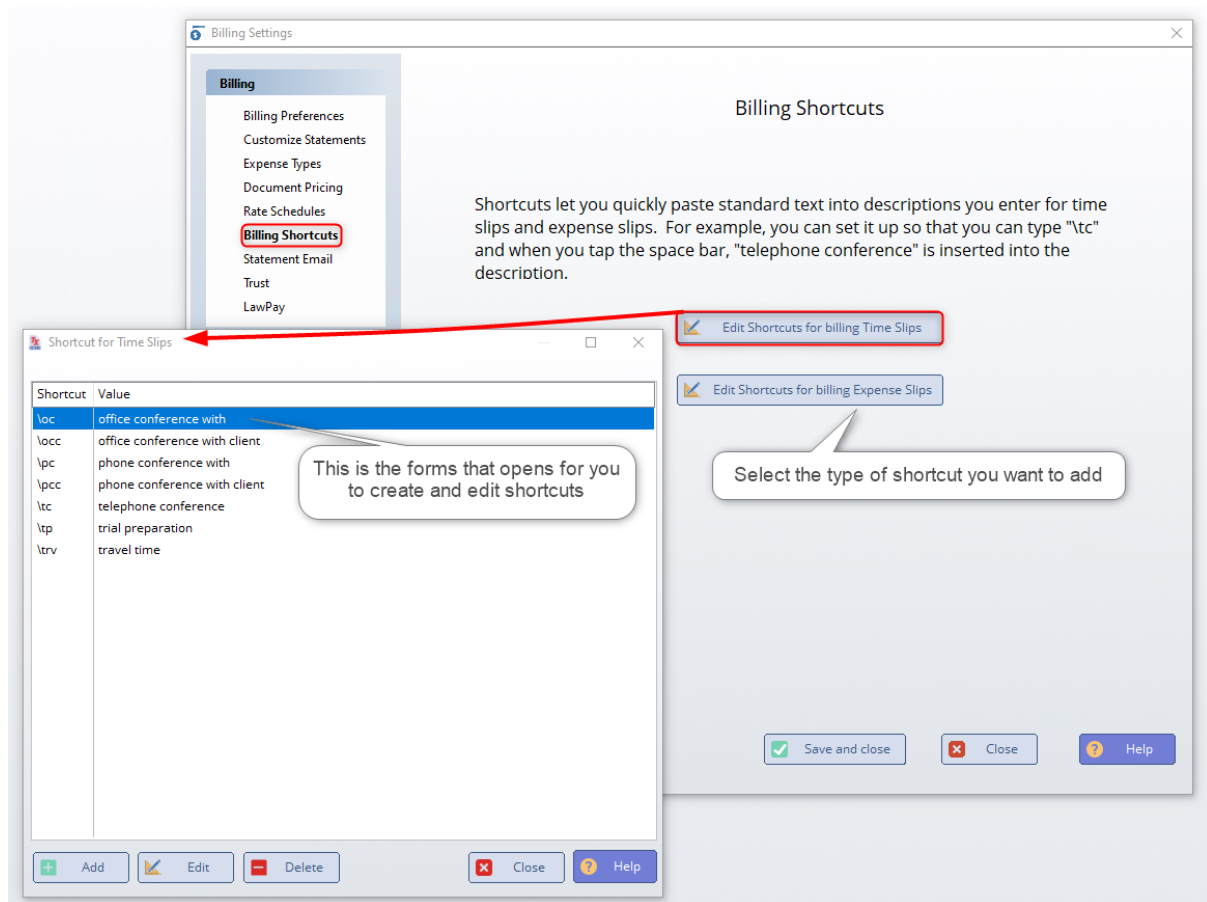 Billing Settings
Billing
Billing Preferences
Customize Statements
Expense Types
Document Pricing
Rate Schedules
Billing Shortcuts
Statement Email
Trust
LawPay
Billing Shortcuts
Shortcuts let you quickly paste standard text into descriptions you enter for time
slips and expense slips. For example, you can set it up so that you can type "\tc"
and when you tap the space bar, "telephone conference" is inserted into the
description.
Edit Shortcuts for billing Time Slips
Edit Shortcuts for billing Expense Slips
Select the type of shortcut you want to add
Save and close
Close
Help
Shortcut for Time Slips
Shortcut Value
\oc office conference with
\occ office conference with client
\pc phone conference with
\pcc phone conference with client
\tc telephone conference
\tp trial preparation
\trv travel time
This is the forms that opens for you
to create and edit shortcuts
Add
Edit
Delete
Close
Help